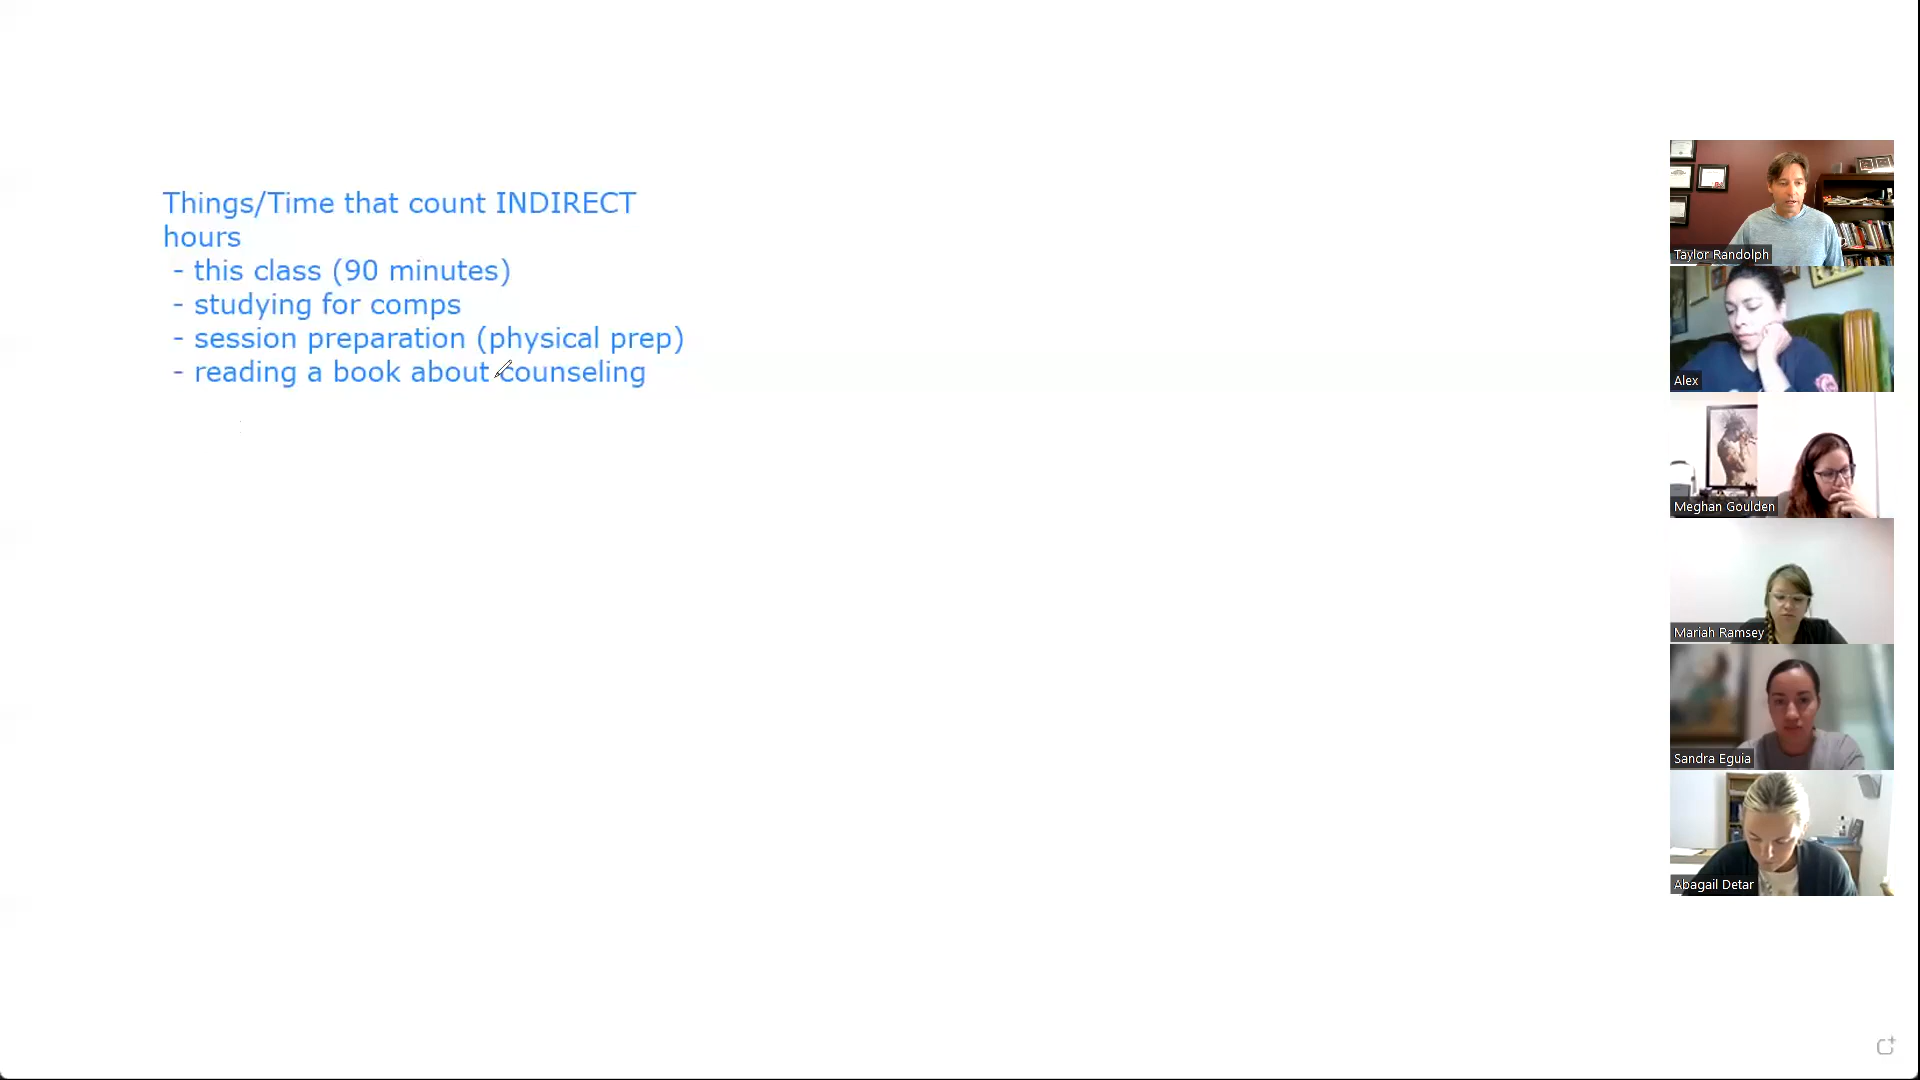 Things/Time that count INDIRECT
hours
- this class (90 minutes)
- studying for comps
- session preparation (physical prep)
- reading a book about counseling
Taylor Randolph
Alex
Meghan Goulden
Mariah Ramsey
Sandra Eguia
Abagail Detar